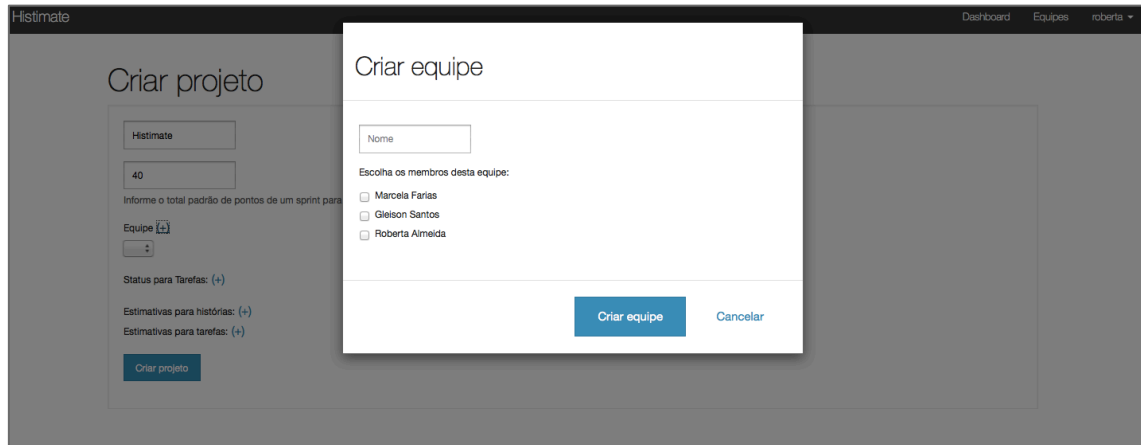 Histimate
Dashboard Equipes roberta
Criar projeto
Histimate
40
Informe o total padrão de pontos de um sprint para
Equipe (+)
Status para Tarefas: (+)
Estimativas para histórias: (+)
Estimativas para tarefas: (+)
Criar projeto
Criar equipe
Nome
Escolha os membros desta equipe:
Marcela Farias
Gleison Santos
Roberta Almeida
Criar equipe Cancelar